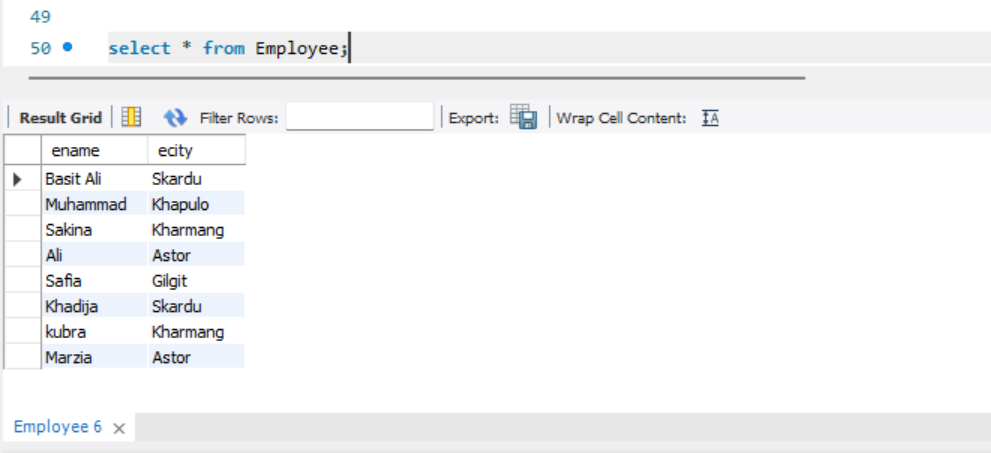 49
50 select * from Employee;
Result Grid Filter Rows: Export: Wrap Cell Content: IA
ename ecity
Basit Ali Skardu
Muhammad Khapulo
Sakina Kharmang
Ali Astor
Safia Gilgit
Khadija Skardu
kubra Kharmang
Marzia Astor
Employee 6 ×